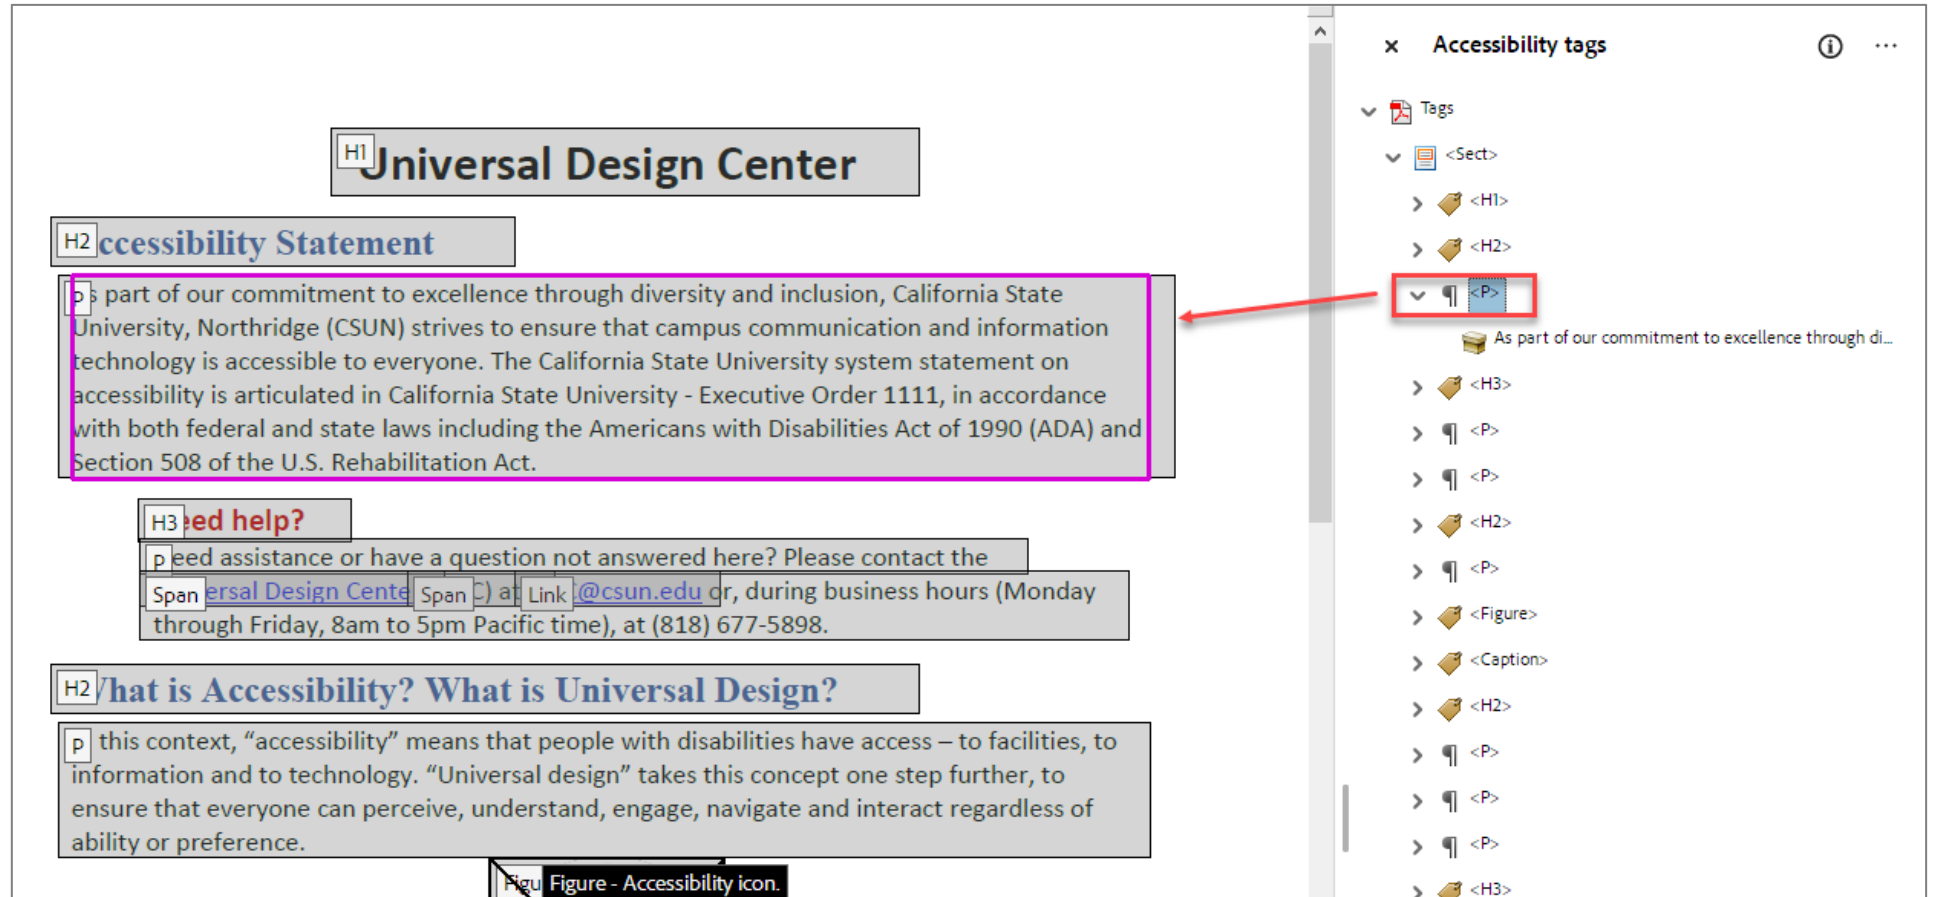 H1 Universal Design Center
H2 ccessibility Statement
P s part of our commitment to excellence through diversity and inclusion, California State
University, Northridge (CSUN) strives to ensure that campus communication and information
technology is accessible to everyone. The California State University system statement on
accessibility is articulated in California State University - Executive Order 1111, in accordance
with both federal and state laws including the Americans with Disabilities Act of 1990 (ADA) and
Section 508 of the U.S. Rehabilitation Act.
H3 eed help?
P eed assistance or have a question not answered here? Please contact the
Span ersal Design Cente Span C) at Link @csun.edu or, during business hours (Monday
through Friday, 8am to 5pm Pacific time), at (818) 677-5898.
H2 hat is Accessibility? What is Universal Design?
P this context, “accessibility” means that people with disabilities have access – to facilities, to
information and to technology. “Universal design” takes this concept one step further, to
ensure that everyone can perceive, understand, engage, navigate and interact regardless of
ability or preference.
Figu Figure - Accessibility icon.
Accessibility tags
Tags
<Sect>
<H1>
<H2>
<P>
As part of our commitment to excellence through di...
<H3>
<P>
<P>
<H2>
<P>
<Figure>
<Caption>
<H2>
<P>
<P>
<P>
<H3>